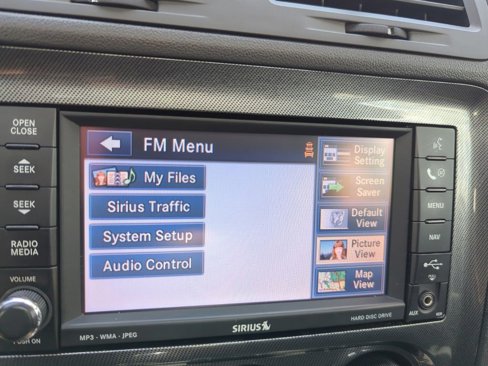 OPEN
CLOSE
SEEK
SEEK
RADIO
MEDIA
VOLUME
PUSH ON
FM Menu
My Files
Sirius Traffic
System Setup
Audio Control
Display
Setting
Screen
Saver
Default
View
Picture
View
Map
View
MENU
NAV
AUX
MP3 - WMA - JPEG
SIRIUS
HARD DISC DRIVE